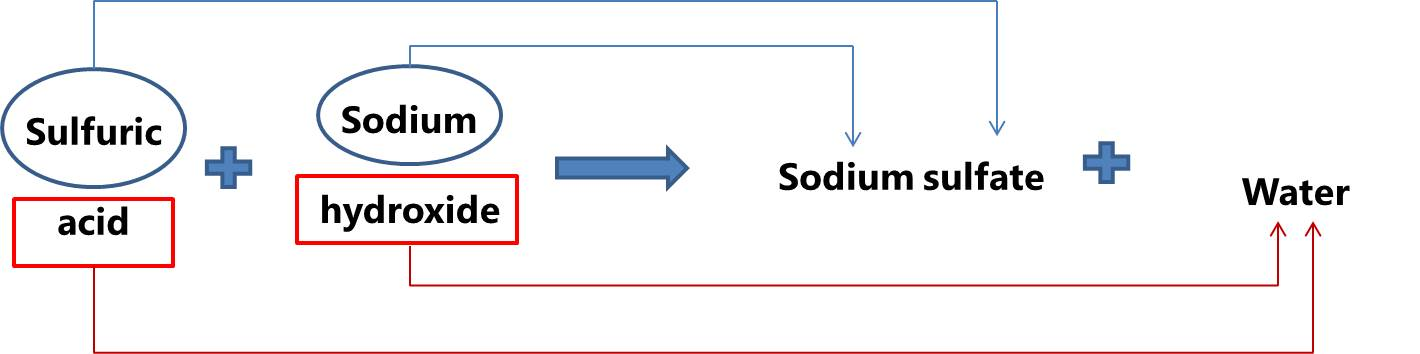 Sulfuric
acid
Sodium
hydroxide
Sodium sulfate
Water